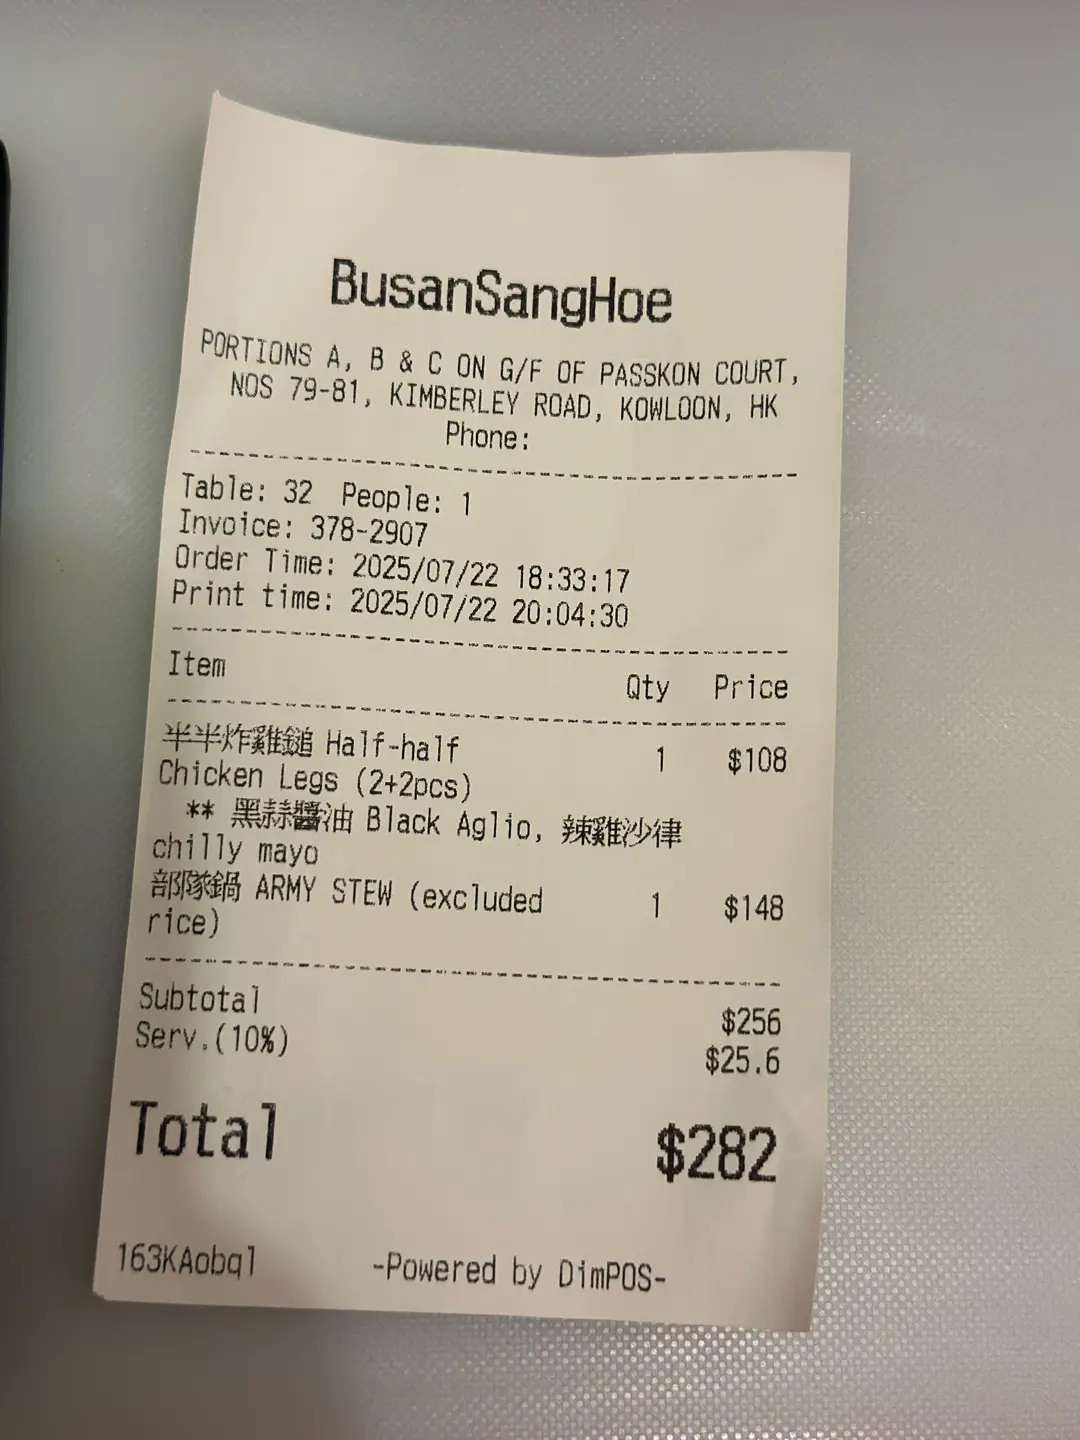 BusanSangHoe
PORTIONS A, B & C ON G/F OF PASSKON COURT,
NOS 79-81, KIMBERLEY ROAD, KOWLOON, HK
Phone:
Table: 32 People: 1
Invoice: 378-2907
Order Time: 2025/07/22 18:33:17
Print time: 2025/07/22 20:04:30
Item Qty Price
半半炸雞鎚 Half-half 1 $108
Chicken Legs (2+2pcs)
** 黑蒜醬油 Black Aglio, 辣雞沙律
chilly mayo
部隊鍋 ARMY STEW (excluded 1 $148
rice)
Subtotal $256
Serv.(10%) $25.6
Total $282
163KAobql -Powered by DimPOS-